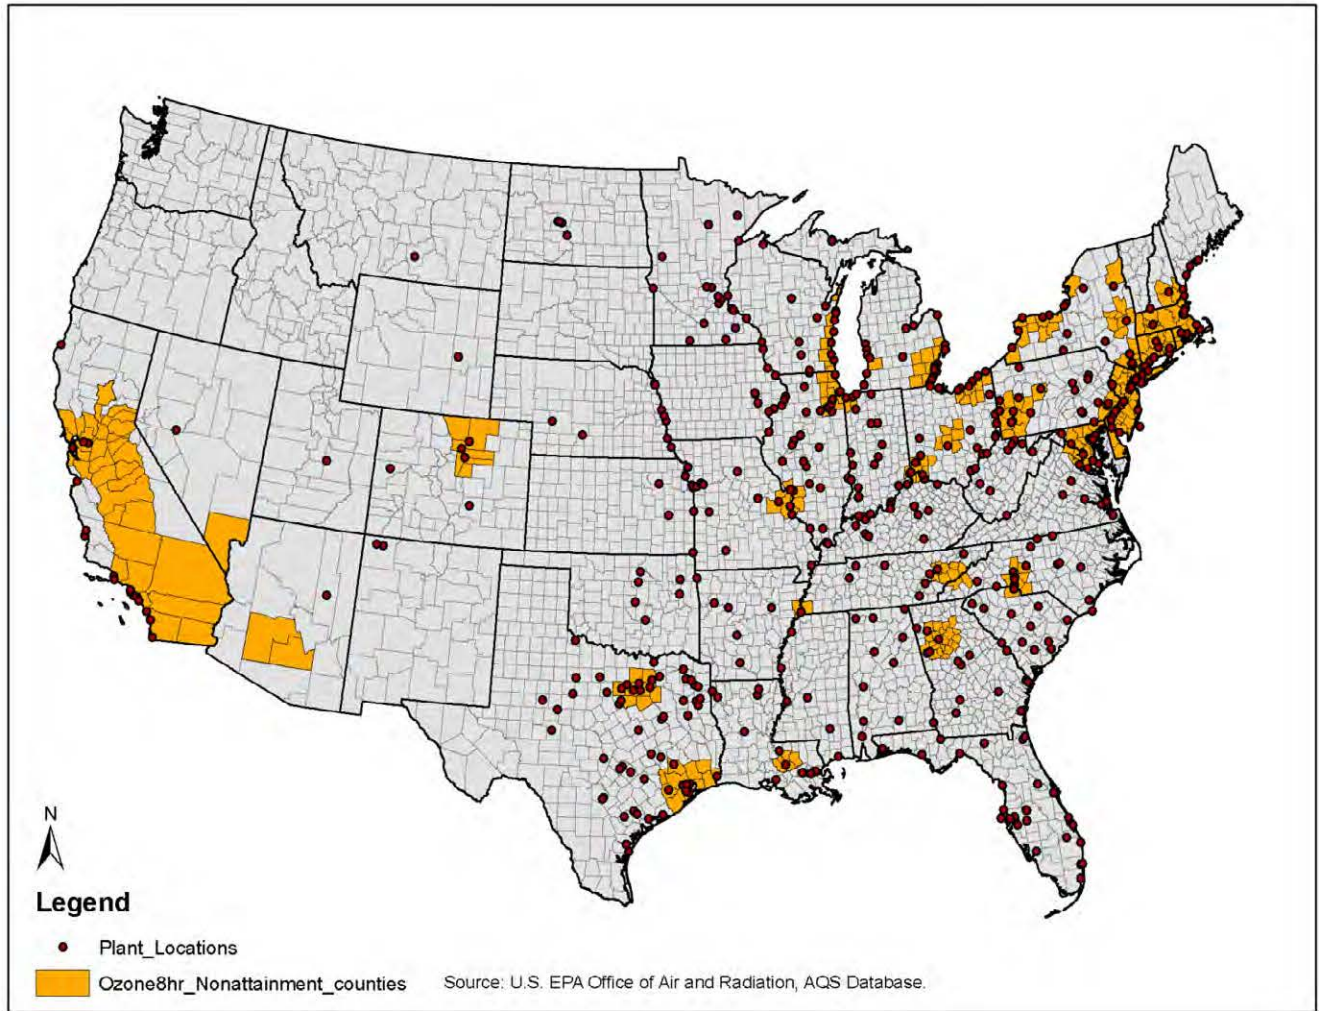 N
Legend
Plant_Locations
Ozone8hr_Nonattainment_counties Source: U.S. EPA Office of Air and Radiation, AQS Database.